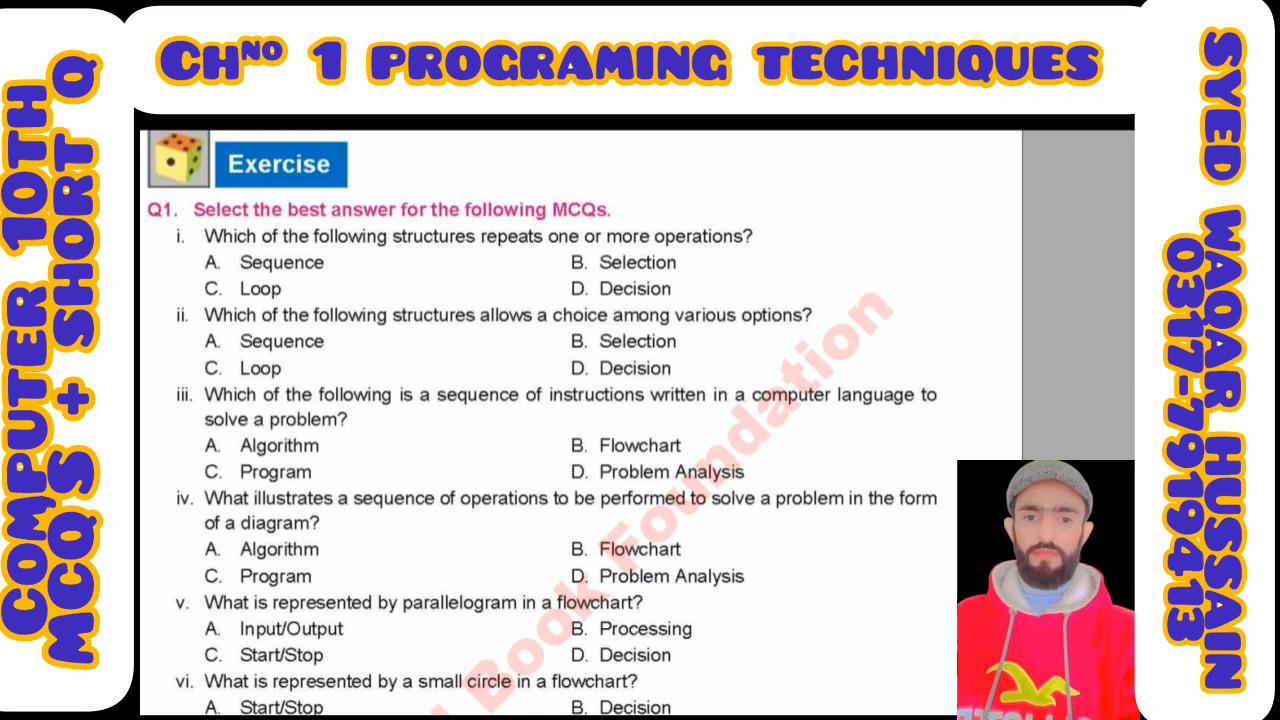 CHNO 1 PROGRAMING TECHNIQUES
COMPUTER 10TH
MCQS + SHORT Q
Exercise
Q1. Select the best answer for the following MCQs.
i. Which of the following structures repeats one or more operations?
A. Sequence B. Selection
C. Loop D. Decision
ii. Which of the following structures allows a choice among various options?
A. Sequence B. Selection
C. Loop D. Decision
iii. Which of the following is a sequence of instructions written in a computer language to
solve a problem?
A. Algorithm B. Flowchart
C. Program D. Problem Analysis
iv. What illustrates a sequence of operations to be performed to solve a problem in the form
of a diagram?
A. Algorithm B. Flowchart
C. Program D. Problem Analysis
v. What is represented by parallelogram in a flowchart?
A. Input/Output B. Processing
C. Start/Stop D. Decision
vi. What is represented by a small circle in a flowchart?
A. Start/Stop B. Decision
Book Foundation
SYED WAQAR HUSSAIN
0317-7919413